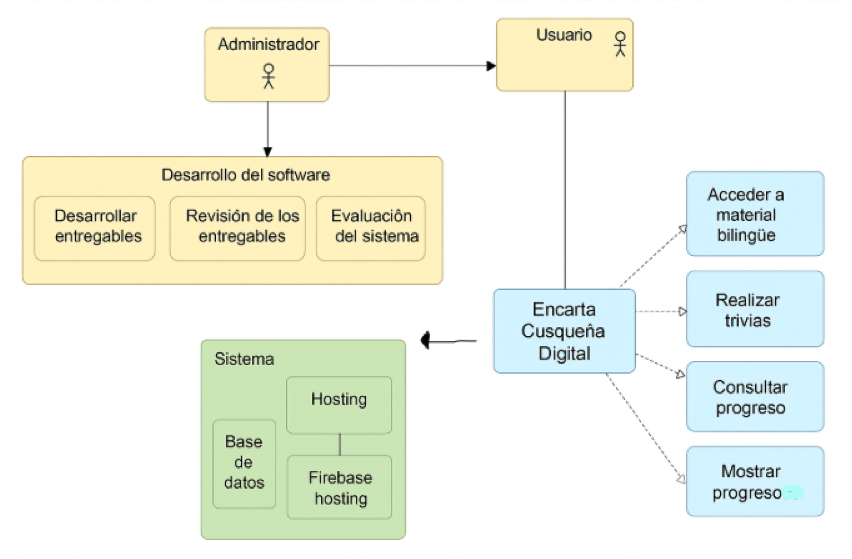 Administrador
Usuario
Desarrollo del software
Desarrollar
entregables
Revisión de los
entregables
Evaluación
del sistema
Acceder a
material
bilingüe
Realizar
trivias
Encarta
Cusqueña
Digital
Consultar
progreso
Mostrar
progreso
Sistema
Hosting
Base
de
datos
Firebase
hosting